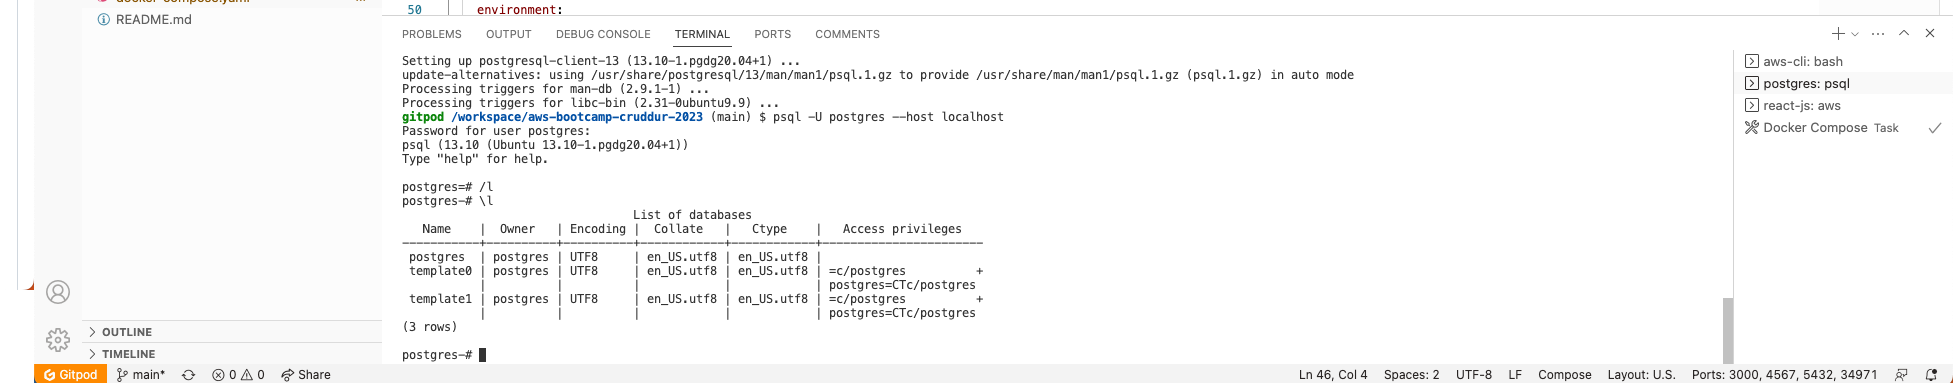 50 environment:
README.md
PROBLEMS OUTPUT DEBUG CONSOLE TERMINAL PORTS COMMENTS
Setting up postgresql-client-13 (13.10-1.pgdg20.04+1) ...
update-alternatives: using /usr/share/postgresql/13/man/man1/psql.1.gz to provide /usr/share/man/man1/psql.1.gz (psql.1.gz) in auto mode
Processing triggers for man-db (2.9.1-1) ...
Processing triggers for libc-bin (2.31-0ubuntu9.9) ...
gitpod /workspace/aws-bootcamp-cruddur-2023 (main) $ psql -U postgres --host localhost
Password for user postgres:
psql (13.10 (Ubuntu 13.10-1.pgdg20.04+1))
Type "help" for help.
postgres=# /l
postgres-# \l
List of databases
Name | Owner | Encoding | Collate | Ctype | Access privileges
-----------+----------+----------+------------+------------+-----------------------
postgres | postgres | UTF8 | en_US.utf8 | en_US.utf8 |
template0 | postgres | UTF8 | en_US.utf8 | en_US.utf8 | =c/postgres +
| | | | | postgres=CTc/postgres
template1 | postgres | UTF8 | en_US.utf8 | en_US.utf8 | =c/postgres +
| | | | | postgres=CTc/postgres
(3 rows)
postgres-#
aws-cli: bash
postgres: psql
react-js: aws
Docker Compose Task
OUTLINE
TIMELINE
Gitpod main* 0 0 Share Ln 46, Col 4 Spaces: 2 UTF-8 LF Compose Layout: U.S. Ports: 3000, 4567, 5432, 34971